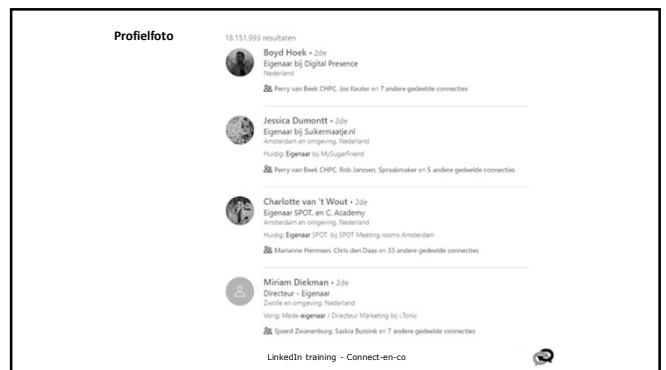 Profielfoto
18.151.993 resultaten
Boyd Hoek • 2de
Eigenaar bij Digital Presence
Nederland
Perry van Beek CHPC, Jos Keuter en 7 andere gedeelde connecties
Jessica Dumontt • 2de
Eigenaar bij Suikermaatje.nl
Amsterdam en omgeving, Nederland
Huidig: Eigenaar bij MySugarFriend
Perry van Beek CHPC, Rob Janssen, Spraakmaker en 5 andere gedeelde connecties
Charlotte van 't Wout • 2de
Eigenaar SPOT. en C. Academy
Amsterdam en omgeving, Nederland
Huidig: Eigenaar SPOT. bij SPOT Meeting rooms Amsterdam
Marianne Hermsen, Chris den Daas en 33 andere gedeelde connecties
Miriam Diekman • 2de
Directeur - Eigenaar
Zwolle en omgeving, Nederland
Vorig: Mede-eigenaar / Directeur Marketing bij i.Tonic
Sjoerd Zwanenburg, Saskia Bussink en 7 andere gedeelde connecties
LinkedIn training - Connect-en-co